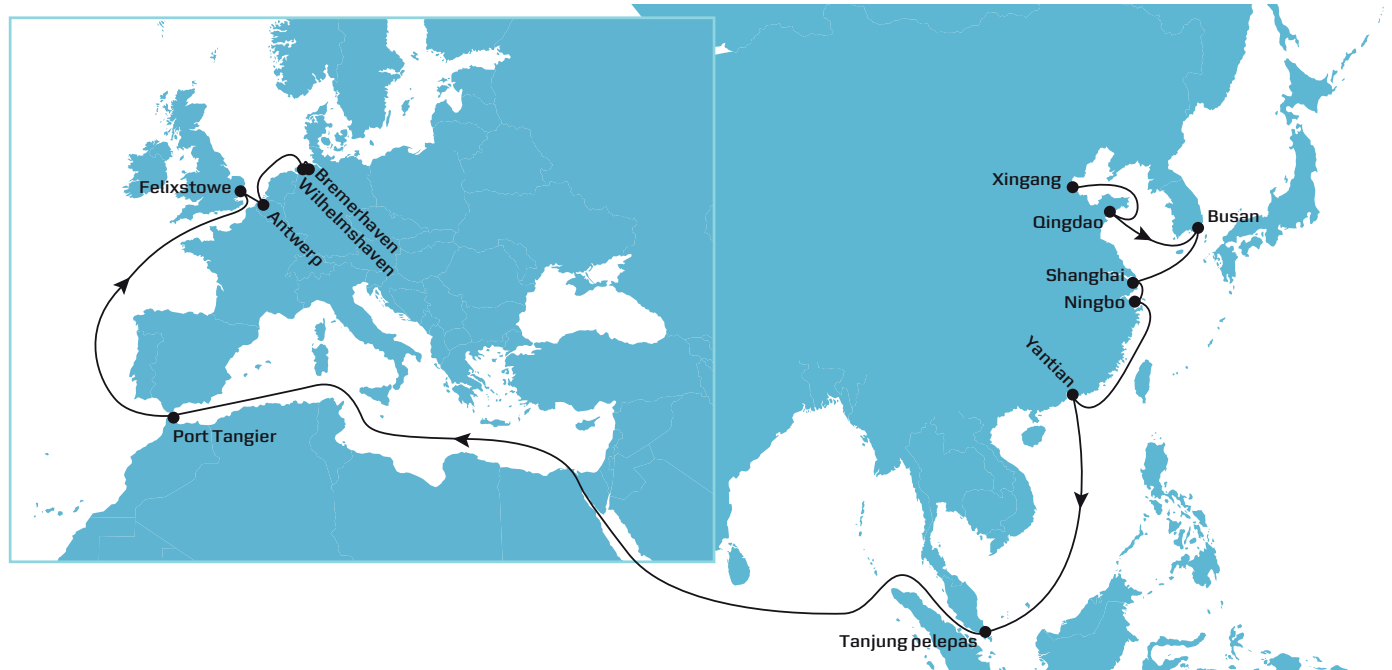 Xingang
Qingdao
Busan
Shanghai
Ningbo
Yantian
Tanjung pelepas
Port Tangier
Felixstowe
Antwerp
Bremerhaven
Wilhelmshaven